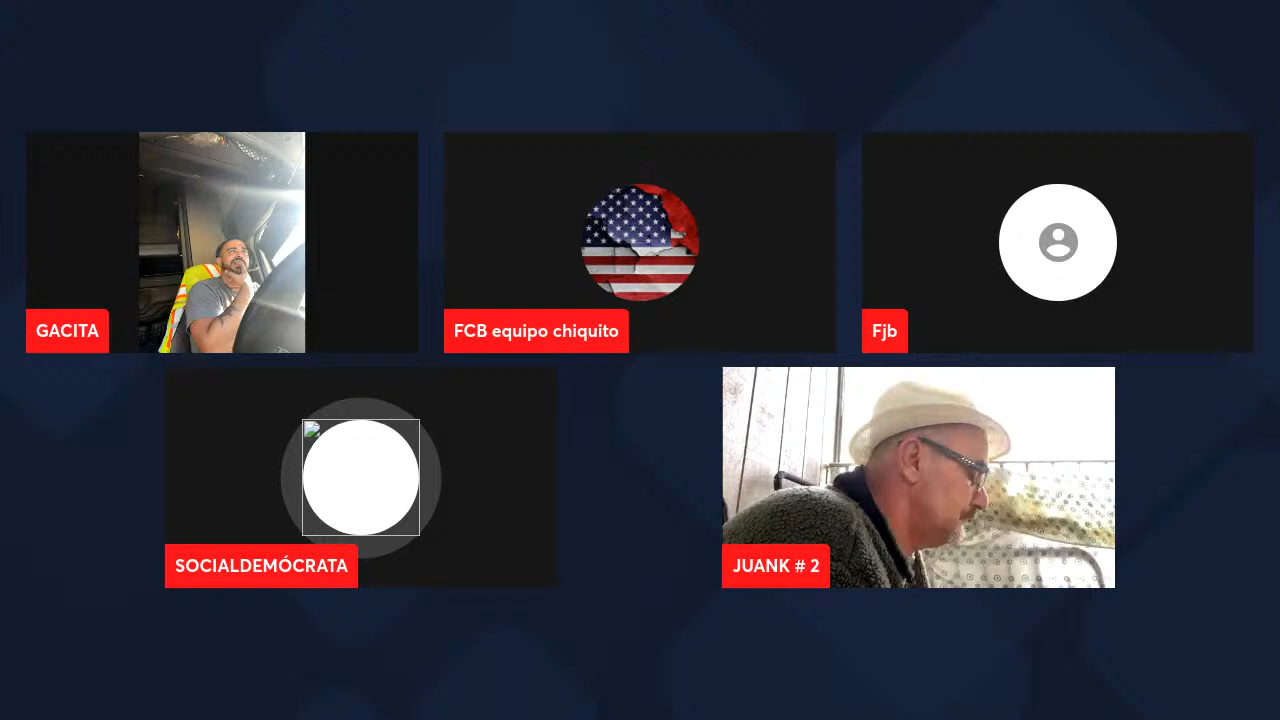 GACITA
FCB equipo chiquito
Fjb
SOCIALDEMÓCRATA
JUANK # 2